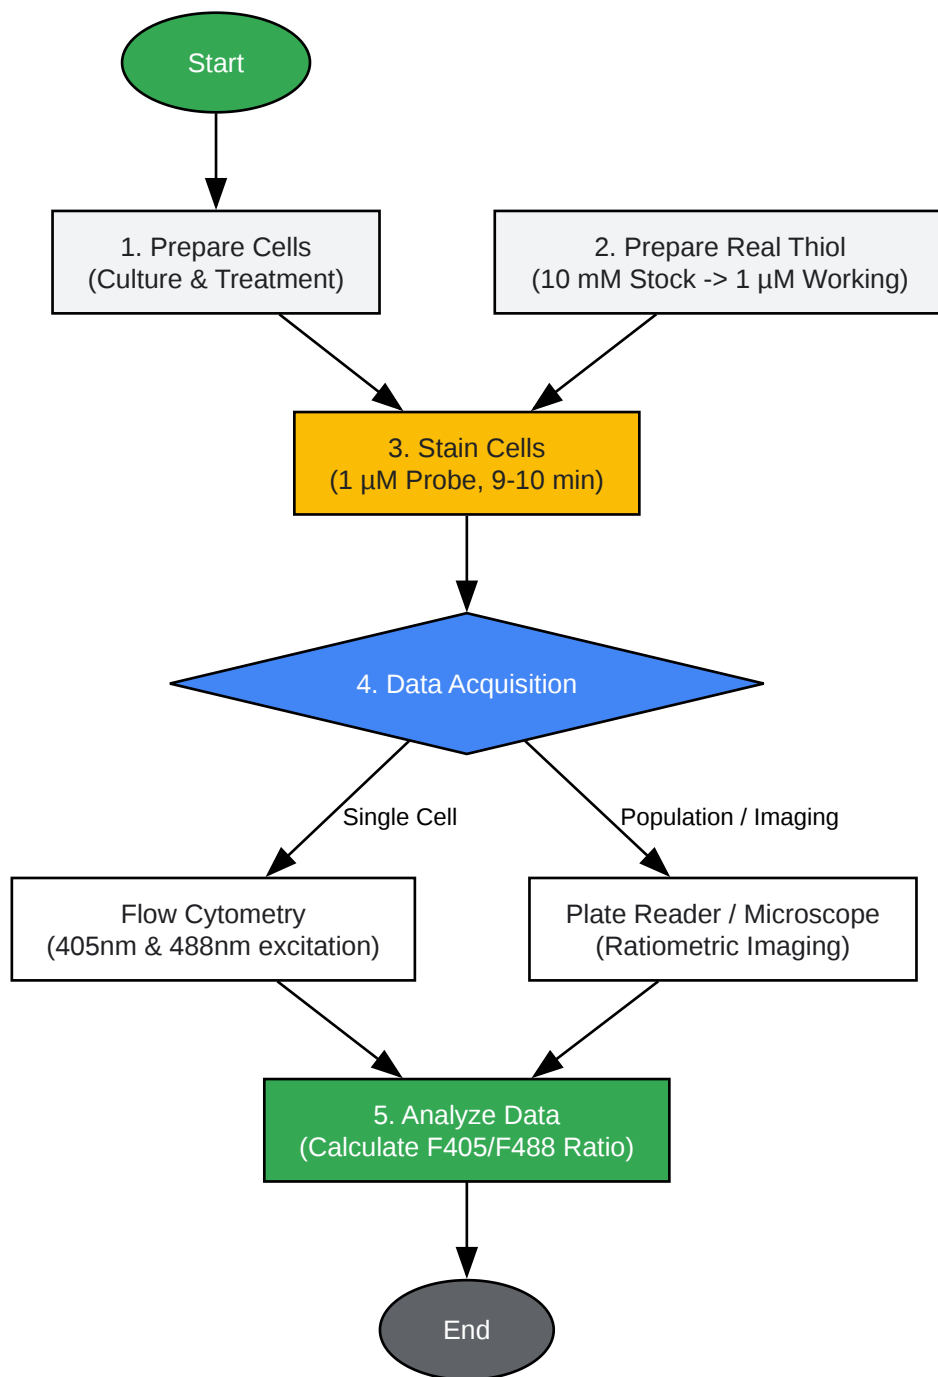 Start
1. Prepare Cells
(Culture & Treatment)
2. Prepare Real Thiol
(10 mM Stock -> 1 µM Working)
3. Stain Cells
(1 µM Probe, 9-10 min)
4. Data Acquisition
Single Cell
Population / Imaging
Flow Cytometry
(405nm & 488nm excitation)
Plate Reader / Microscope
(Ratiometric Imaging)
5. Analyze Data
(Calculate F405/F488 Ratio)
End